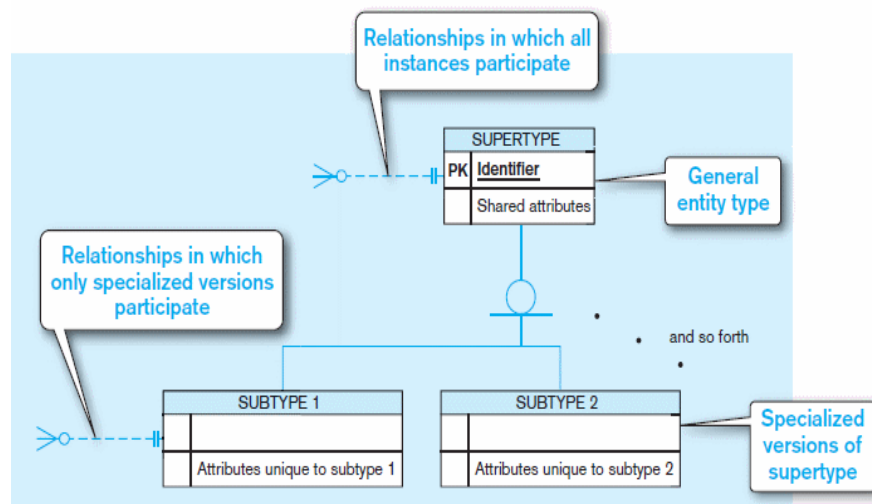 Relationships in which all
instances participate
SUPERTYPE
PK Identifier
Shared attributes
General
entity type
Relationships in which
only specialized versions
participate
and so forth
SUBTYPE 1
Attributes unique to subtype 1
SUBTYPE 2
Attributes unique to subtype 2
Specialized
versions of
supertype